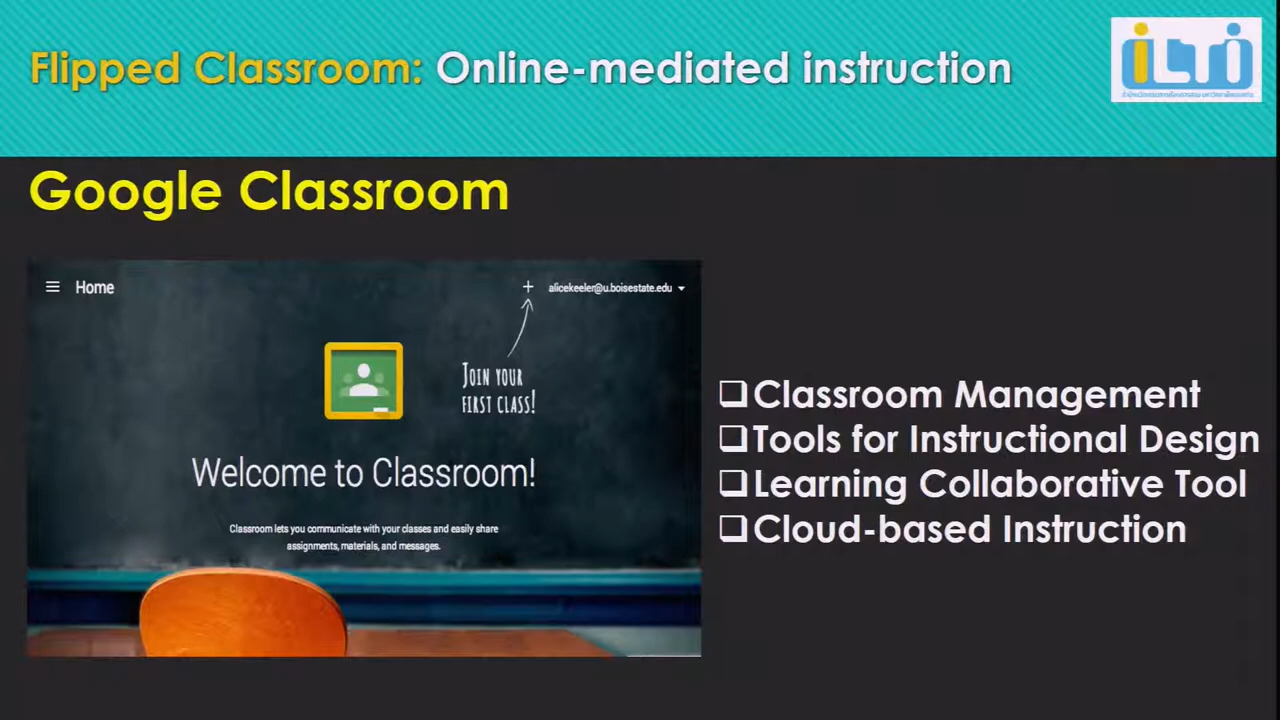 Flipped Classroom: Online-mediated instruction
Google Classroom
Home
+
alicekeeler@u.boisestate.edu
JOIN YOUR
FIRST CLASS!
Welcome to Classroom!
Classroom lets you communicate with your classes and easily share
assignments, materials, and messages.
❑Classroom Management
❑Tools for Instructional Design
❑Learning Collaborative Tool
❑Cloud-based Instruction